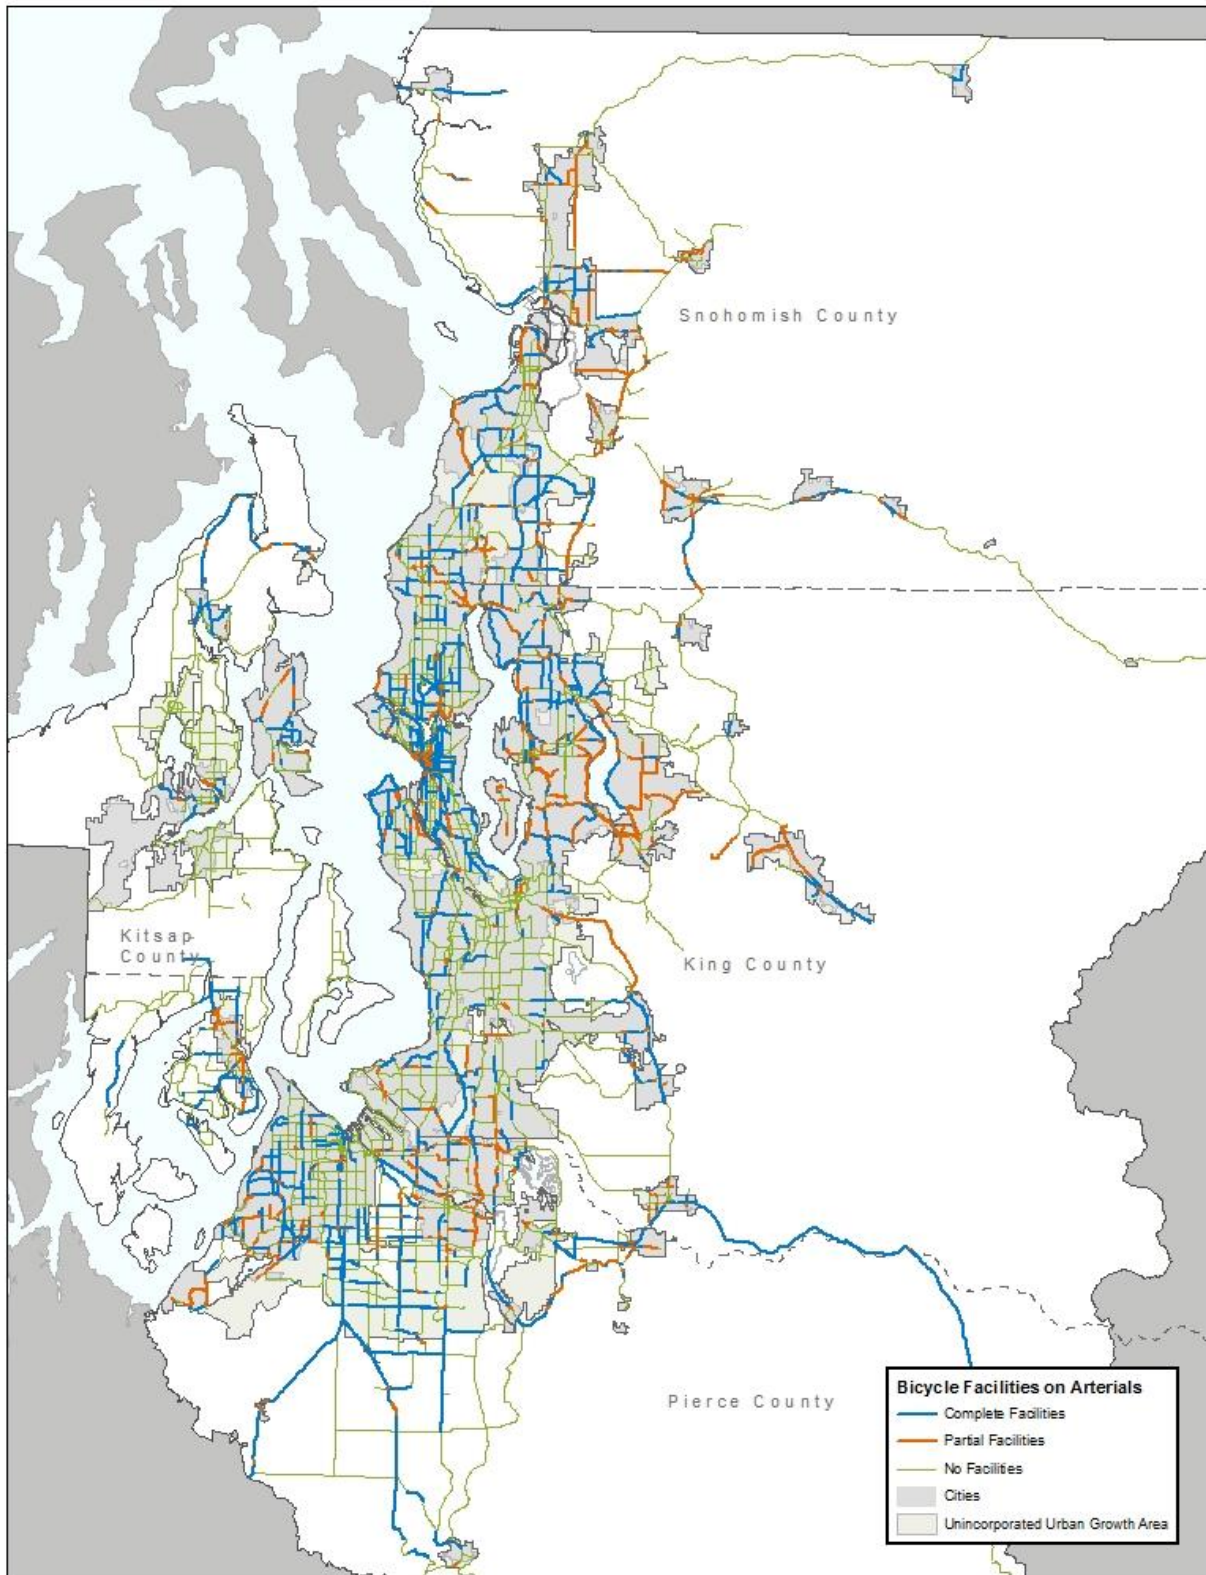 Snohomish County
Kitsap
County
King County
Pierce County
Bicycle Facilities on Arterials
Complete Facilities
Partial Facilities
No Facilities
Cities
Unincorporated Urban Growth Area